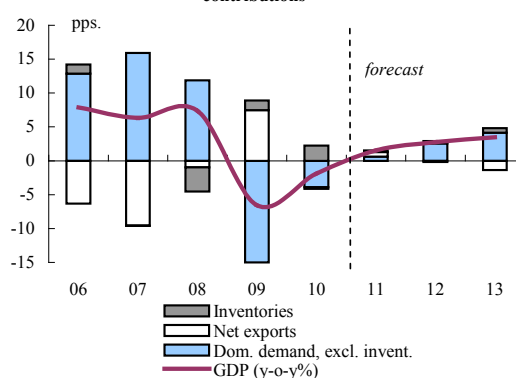 contributions
pps.
forecast
20
15
10
5
0
-5
-10
-15
06 07 08 09 10 11 12 13
Inventories
Net exports
Dom. demand, excl. invent.
GDP (y-o-y%)